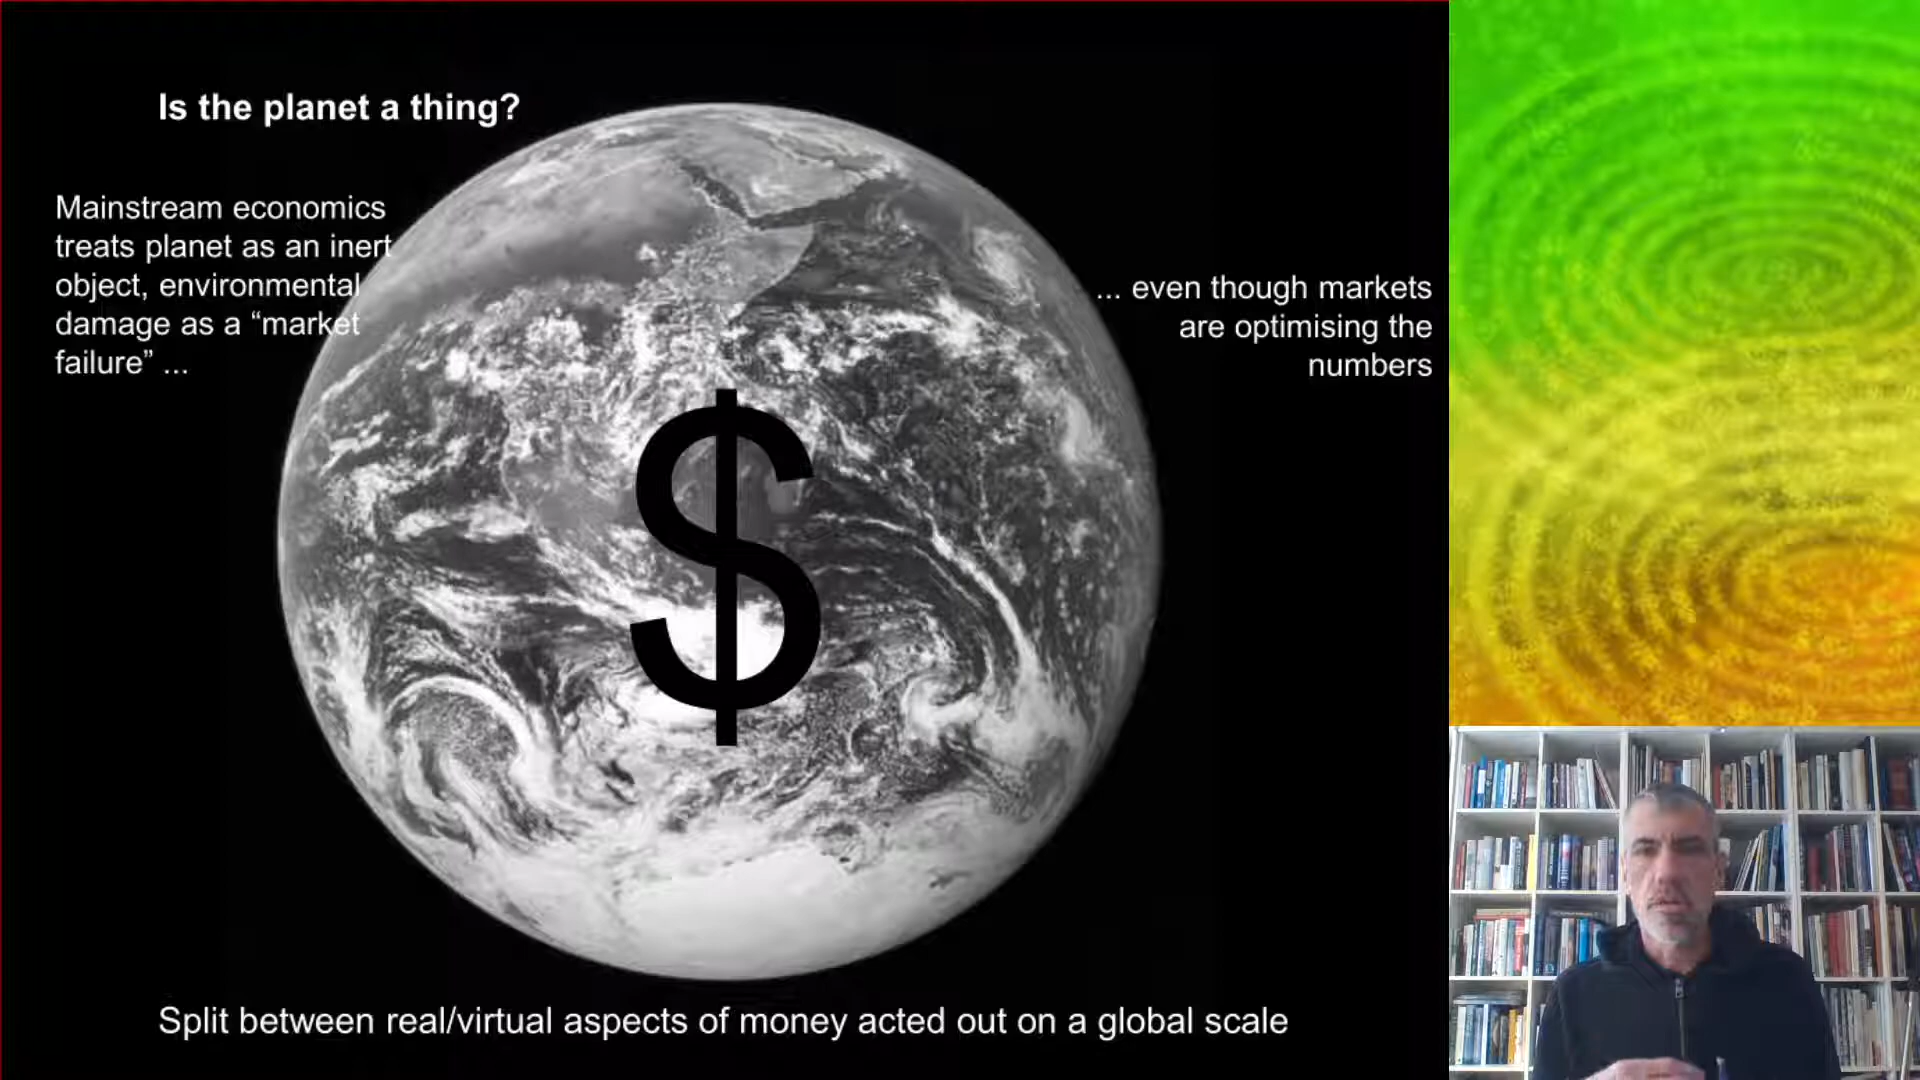 Is the planet a thing?
Mainstream economics
treats planet as an inert
object, environmental
damage as a “market
failure” ...
... even though markets
are optimising the
numbers
$
Split between real/virtual aspects of money acted out on a global scale